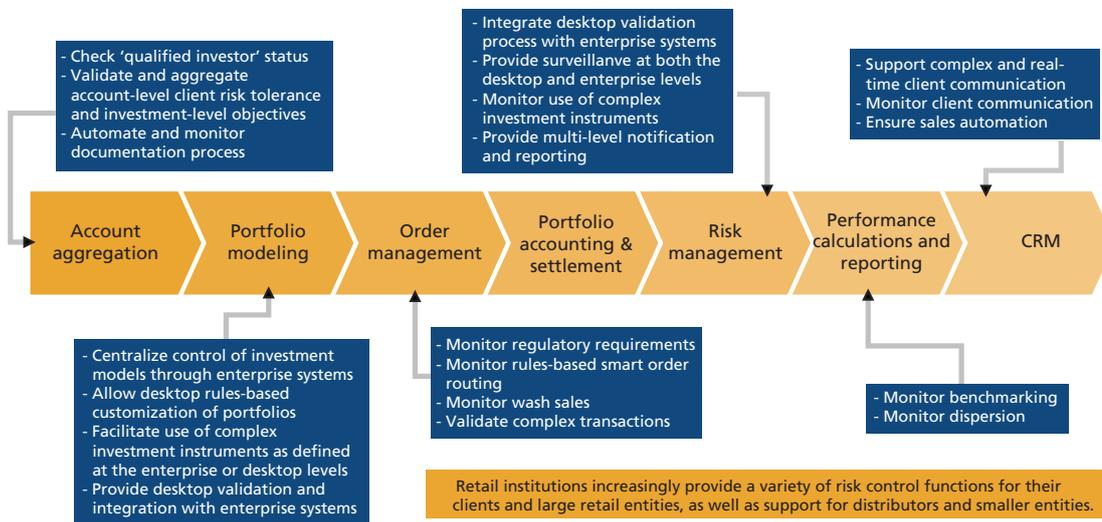 - Check ‘qualified investor’ status
- Validate and aggregate
account-level client risk tolerance
and investment-level objectives
- Automate and monitor
documentation process
- Integrate desktop validation
process with enterprise systems
- Provide surveillanve at both the
desktop and enterprise levels
- Monitor use of complex
investment instruments
- Provide multi-level notification
and reporting
- Support complex and real-
time client communication
- Monitor client communication
- Ensure sales automation
Account
aggregation
Portfolio
modeling
Order
management
Portfolio
accounting &
settlement
Risk
management
Performance
calculations and
reporting
CRM
- Centralize control of investment
models through enterprise systems
- Allow desktop rules-based
customization of portfolios
- Facilitate use of complex
investment instruments as defined
at the enterprise or desktop levels
- Provide desktop validation and
integration with enterprise systems
- Monitor regulatory requirements
- Monitor rules-based smart order
routing
- Monitor wash sales
- Validate complex transactions
- Monitor benchmarking
- Monitor dispersion
Retail institutions increasingly provide a variety of risk control functions for their
clients and large retail entities, as well as support for distributors and smaller entities.